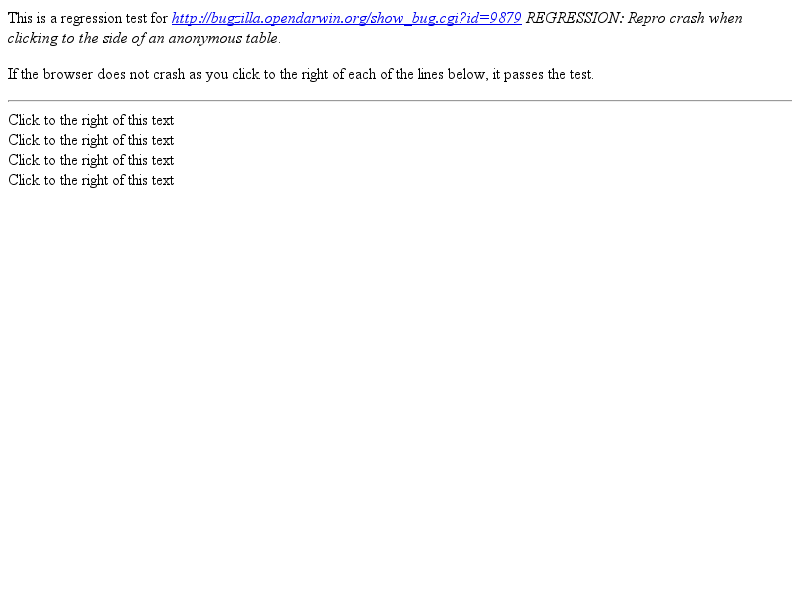 This is a regression test for http://bugzilla.opendarwin.org/show_bug.cgi?id=9879 REGRESSION: Repro crash when
clicking to the side of an anonymous table.
If the browser does not crash as you click to the right of each of the lines below, it passes the test.
Click to the right of this text
Click to the right of this text
Click to the right of this text
Click to the right of this text